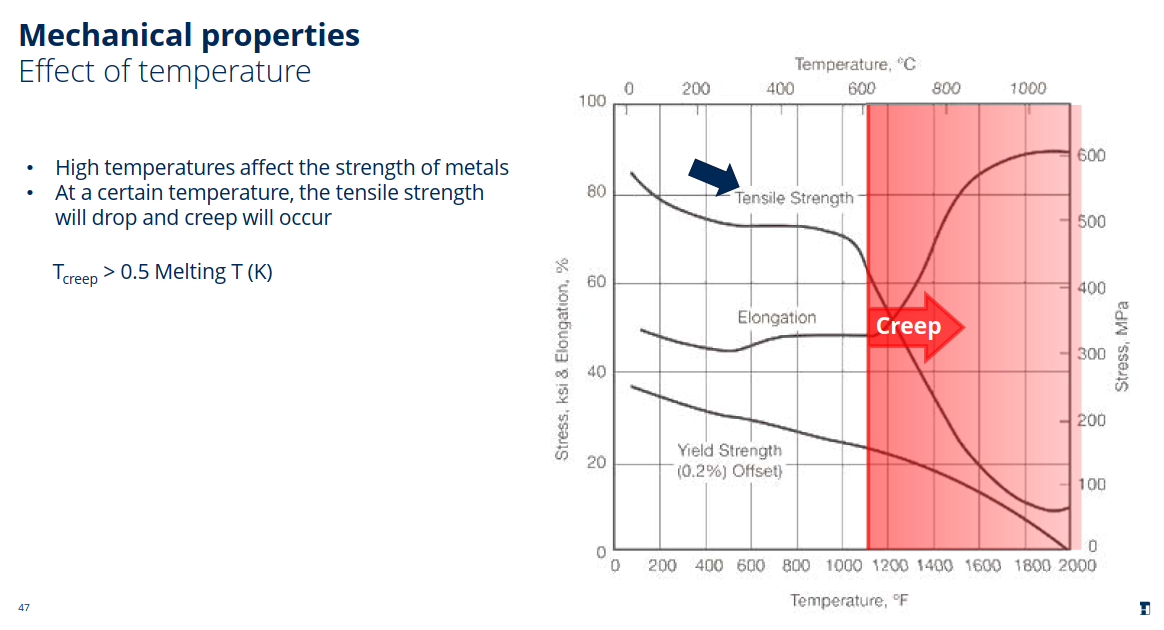 Mechanical properties
Effect of temperature
• High temperatures affect the strength of metals
• At a certain temperature, the tensile strength
will drop and creep will occur
Tcreep > 0.5 Melting T (K)
Temperature, °C
0 200 400 600 800 1000
100
80
60
40
20
0
Stress, ksi & Elongation, %
Tensile Strength
Elongation
Creep
Yield Strength
(0.2%) Offset)
600
500
400
300
200
100
0
Stress, MPa
0 200 400 600 800 1000 1200 1400 1600 1800 2000
Temperature, °F
47